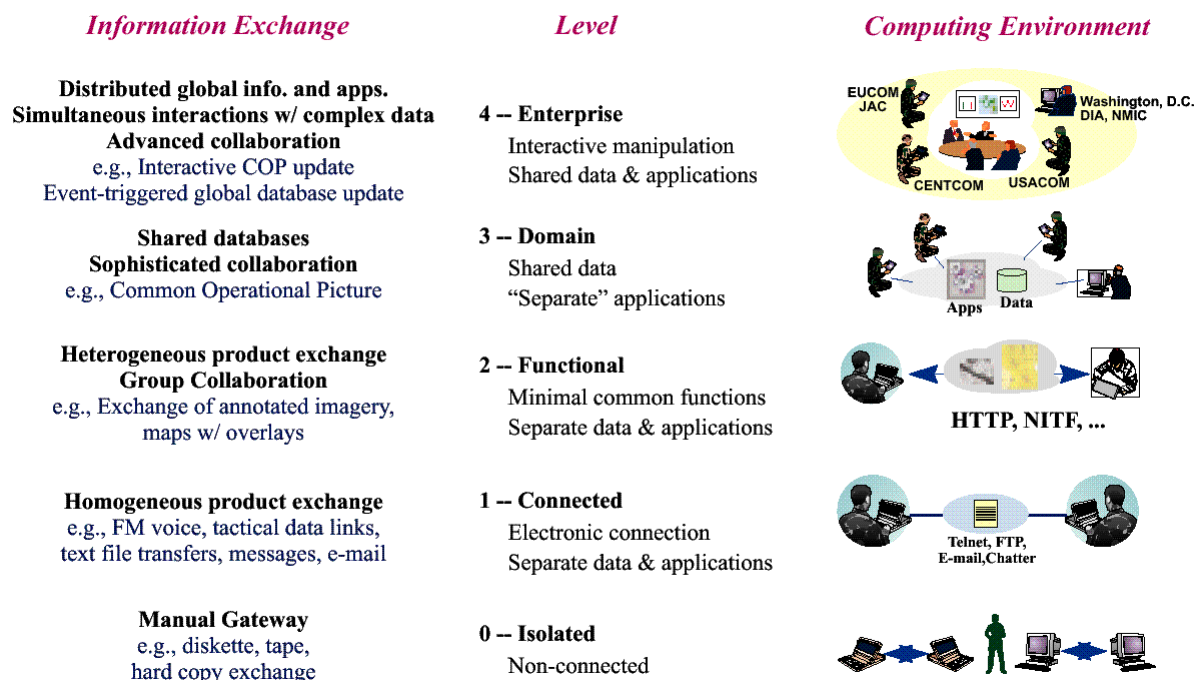 Information Exchange
Level
Computing Environment
Distributed global info. and apps.
Simultaneous interactions w/ complex data
Advanced collaboration
e.g., Interactive COP update
Event-triggered global database update
4 -- Enterprise
Interactive manipulation
Shared data & applications
EUCOM
JAC
Washington, D.C.
DIA, NMIC
CENTCOM
USACOM
Shared databases
Sophisticated collaboration
e.g., Common Operational Picture
3 -- Domain
Shared data
“Separate” applications
Apps
Data
Heterogeneous product exchange
Group Collaboration
e.g., Exchange of annotated imagery,
maps w/ overlays
2 -- Functional
Minimal common functions
Separate data & applications
HTTP, NITF, ...
Homogeneous product exchange
e.g., FM voice, tactical data links,
text file transfers, messages, e-mail
1 -- Connected
Electronic connection
Separate data & applications
Telnet, FTP,
E-mail,Chatter
Manual Gateway
e.g., diskette, tape,
hard copy exchange
0 -- Isolated
Non-connected